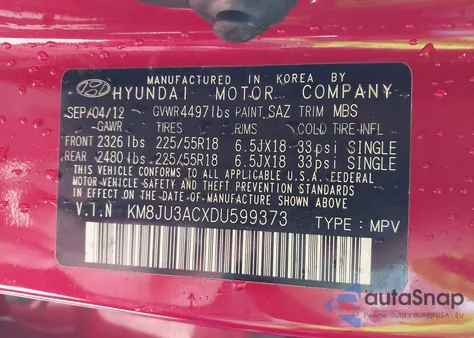 MANUFACTURED IN KOREA BY
HYUNDAI MOTOR COMPANY
SEP/04/12 GVWR 4497lbs PAINT SAZ TRIM MBS
GAWR TIRES RIMS COLD TIRE INFL
FRONT 2326 lbs 225/55R18 6.5JX18 33psi SINGLE
REAR 2480 lbs 225/55R18 6.5JX18 33psi SINGLE
THIS VEHICLE CONFORMS TO ALL APPLICABLE U.S.A. FEDERAL
MOTOR VEHICLE SAFETY AND THEFT PREVENTION STANDARDS
IN EFFECT ON THE DATE OF MANUFACTURE
SHOWN ABOVE.
V.I.N KM8JU3ACXDU599373 TYPE : MPV
autaSnap
Pewne auta z